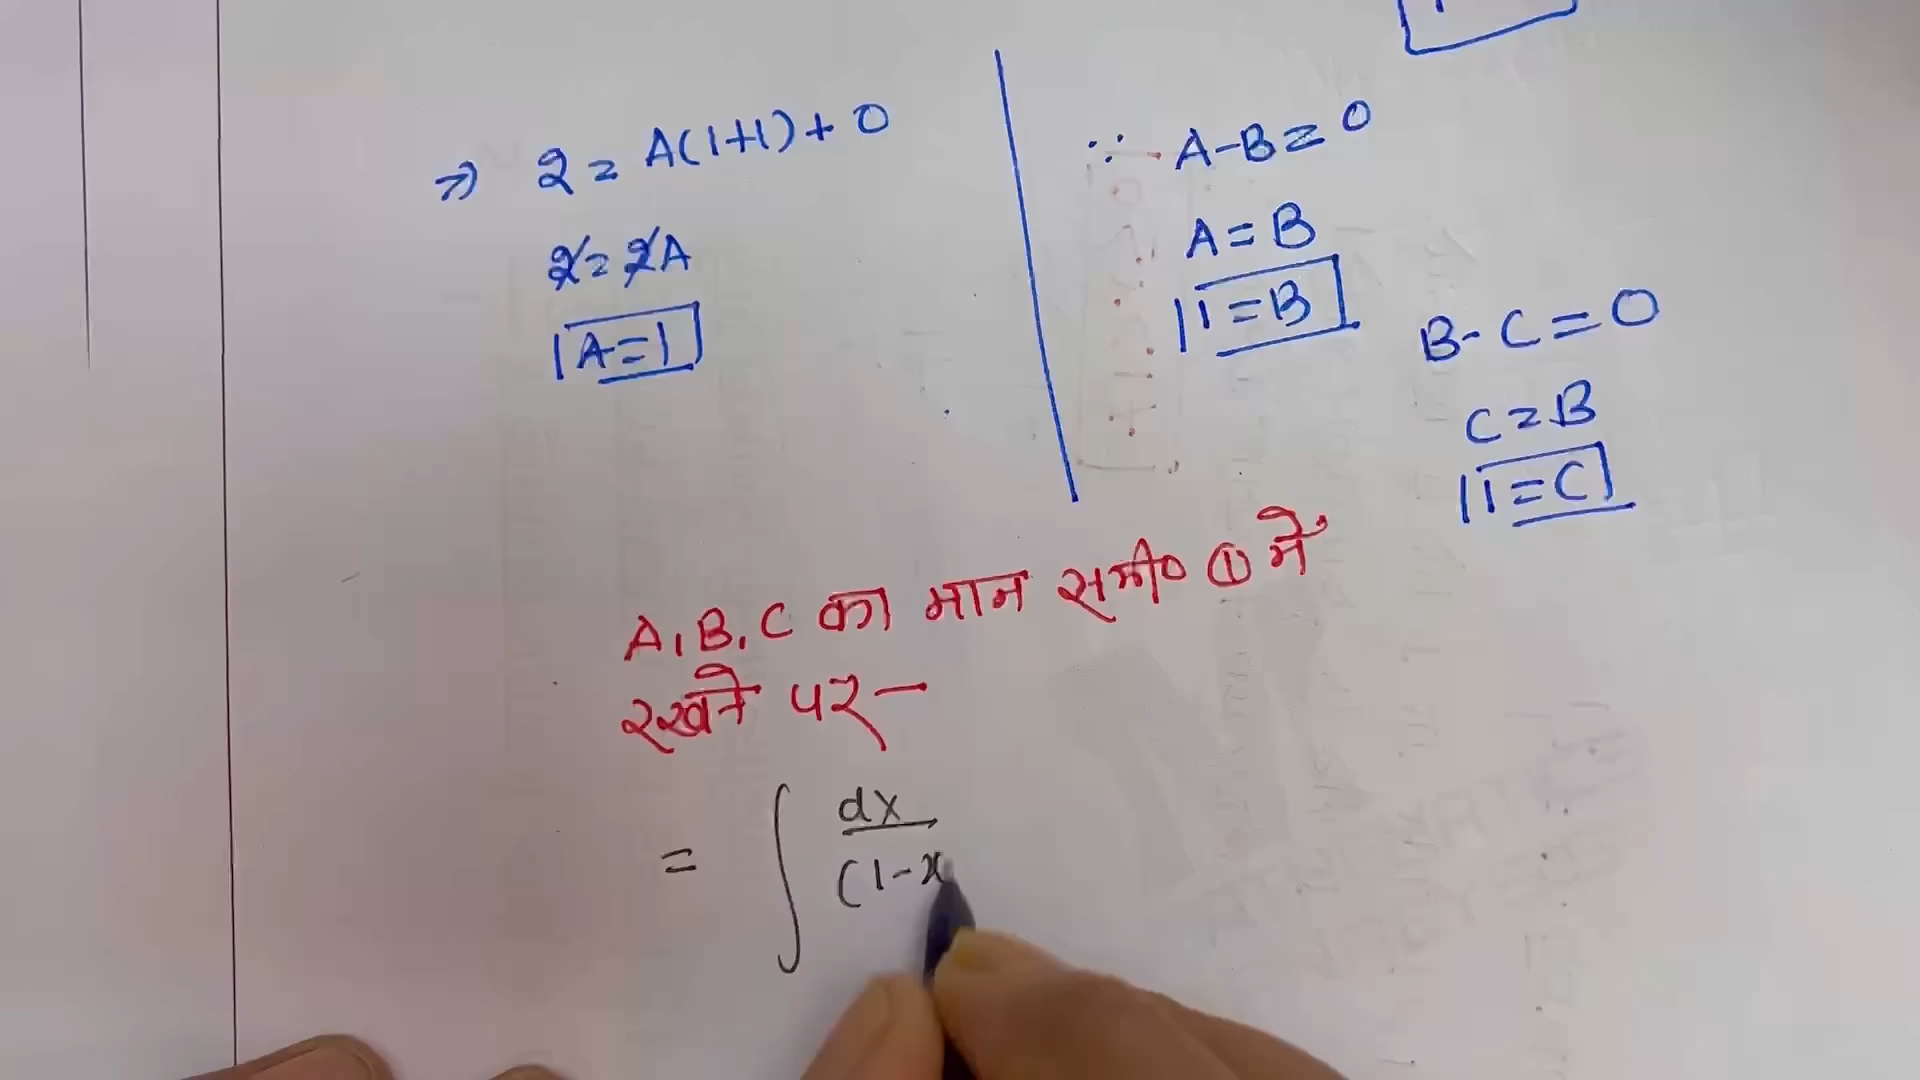 ⇒ 2 = A(1+1) + 0
2 = 2A
A = 1
∵ A-B = 0
A = B
1 = B
B - C = 0
C = B
1 = C
A, B, C का मान समी० ① में
रखने पर –
= ∫ dx
(1-x